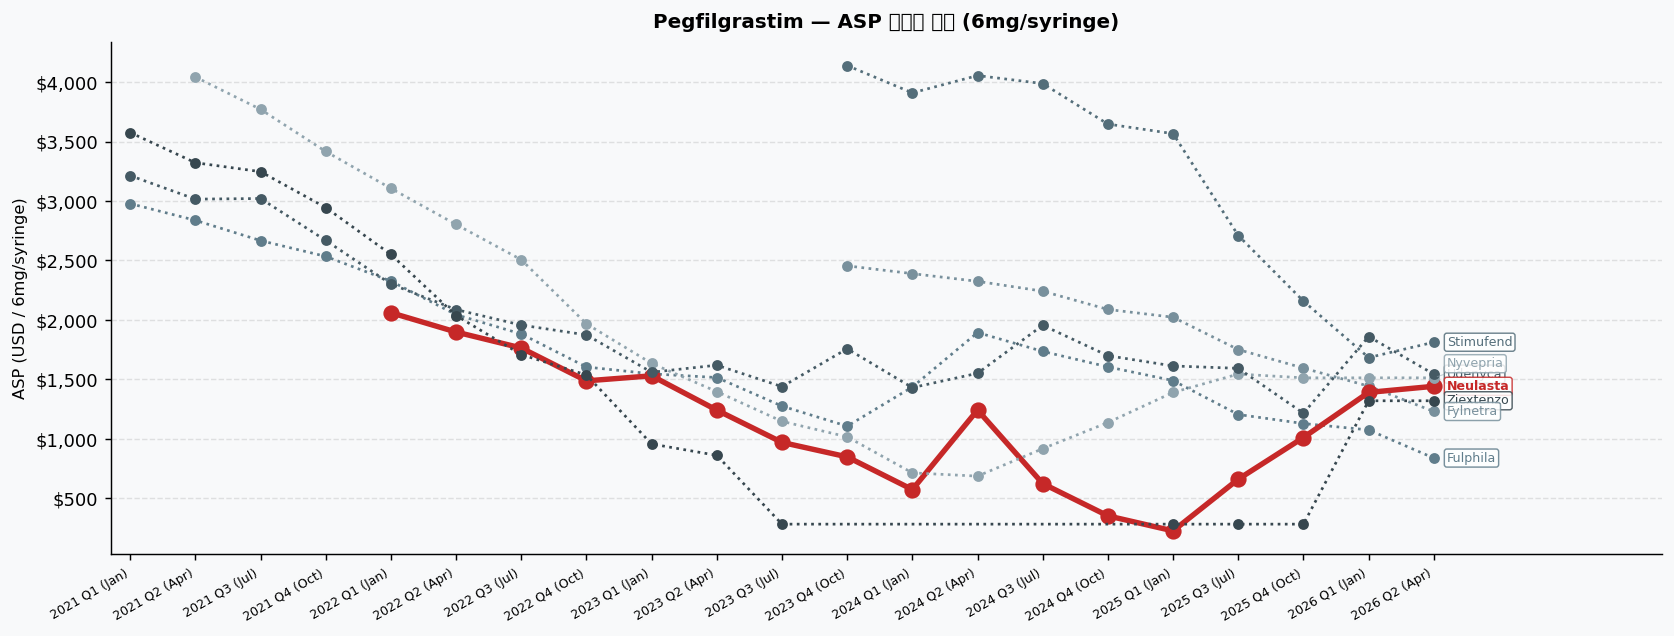 Pegfilgrastim — ASP (6mg/syringe)
ASP (USD / 6mg/syringe)
$4,000
$3,500
$3,000
$2,500
$2,000
$1,500
$1,000
$500
Stimufend
Nyvepria
Neulasta
Ziextenzo
Fylnetra
Fulphila
2021 Q1 (Jan)
2021 Q2 (Apr)
2021 Q3 (Jul)
2021 Q4 (Oct)
2022 Q1 (Jan)
2022 Q2 (Apr)
2022 Q3 (Jul)
2022 Q4 (Oct)
2023 Q1 (Jan)
2023 Q2 (Apr)
2023 Q3 (Jul)
2023 Q4 (Oct)
2024 Q1 (Jan)
2024 Q2 (Apr)
2024 Q3 (Jul)
2024 Q4 (Oct)
2025 Q1 (Jan)
2025 Q3 (Jul)
2025 Q4 (Oct)
2026 Q1 (Jan)
2026 Q2 (Apr)